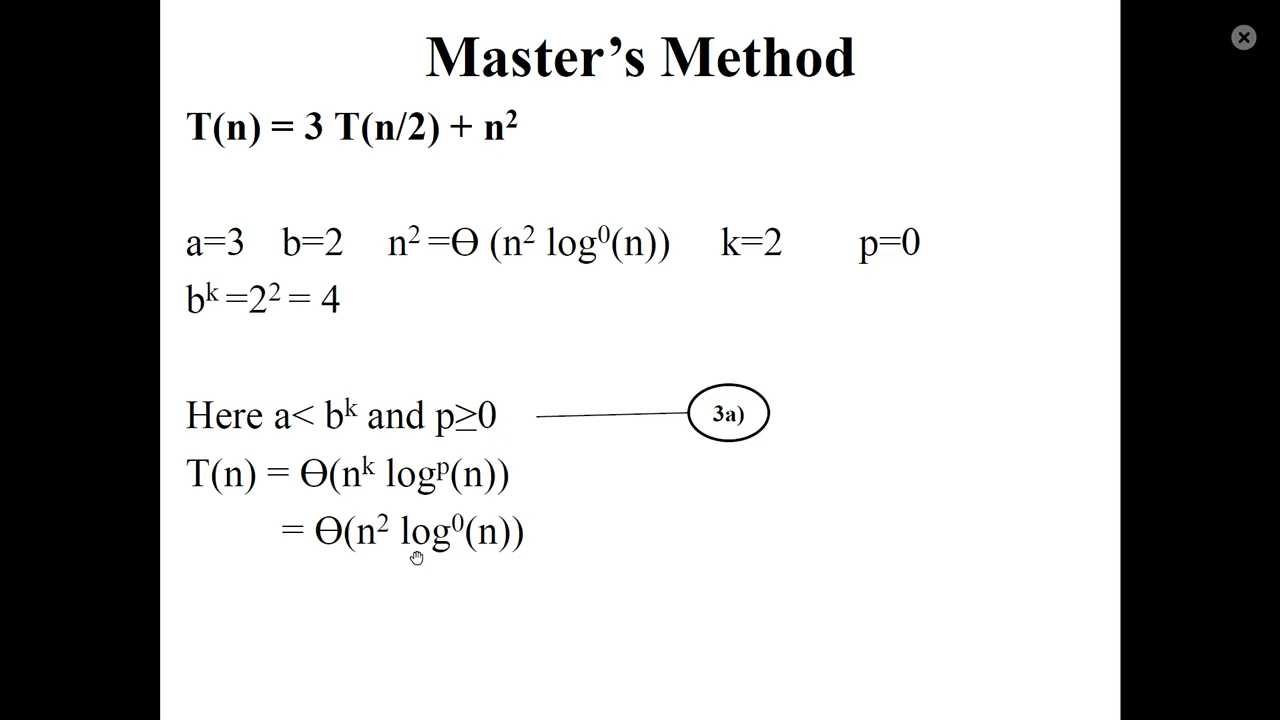 Master’s Method
T(n) = 3 T(n/2) + n²
a=3 b=2 n² =Ө (n² log⁰(n)) k=2 p=0
bᵏ =2² = 4
Here a< bᵏ and p≥0 3a)
T(n) = Ө(nᵏ logᵖ(n))
= Ө(n² log⁰(n))